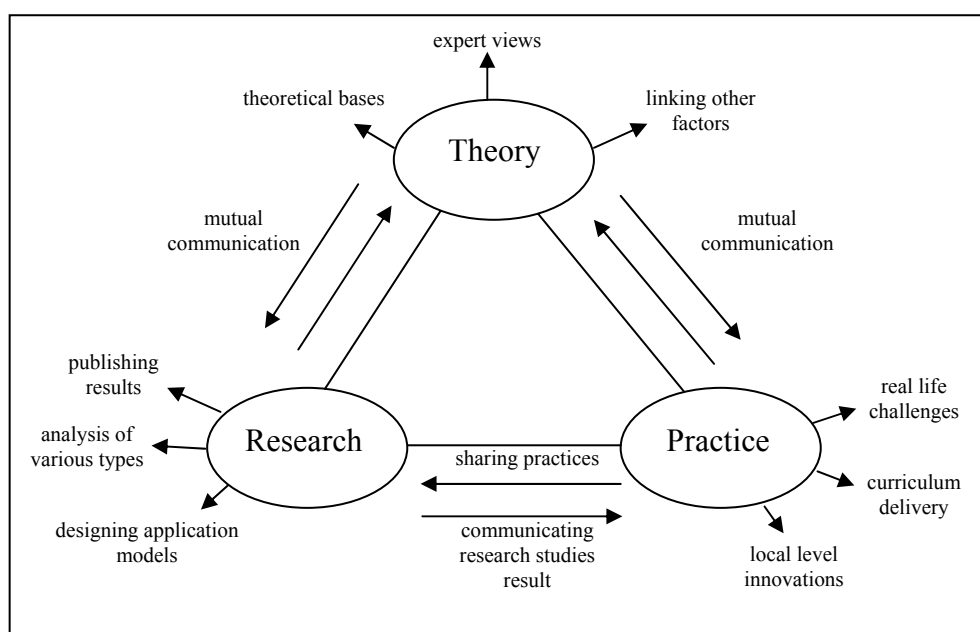 expert views
theoretical bases
linking other
factors
Theory
mutual
communication
mutual
communication
publishing
results
analysis of
various types
designing application
models
Research
sharing practices
communicating
research studies
result
Practice
real life
challenges
curriculum
delivery
local level
innovations